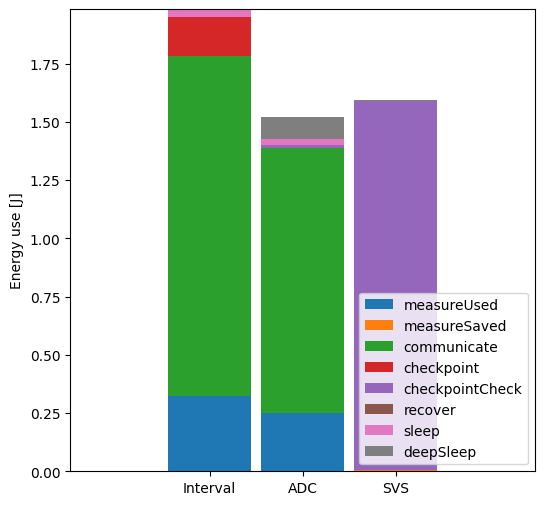 Energy use [J]
1.75
1.50
1.25
1.00
0.75
0.50
0.25
0.00
measureUsed
measureSaved
communicate
checkpoint
checkpointCheck
recover
sleep
deepSleep
Interval
ADC
SVS